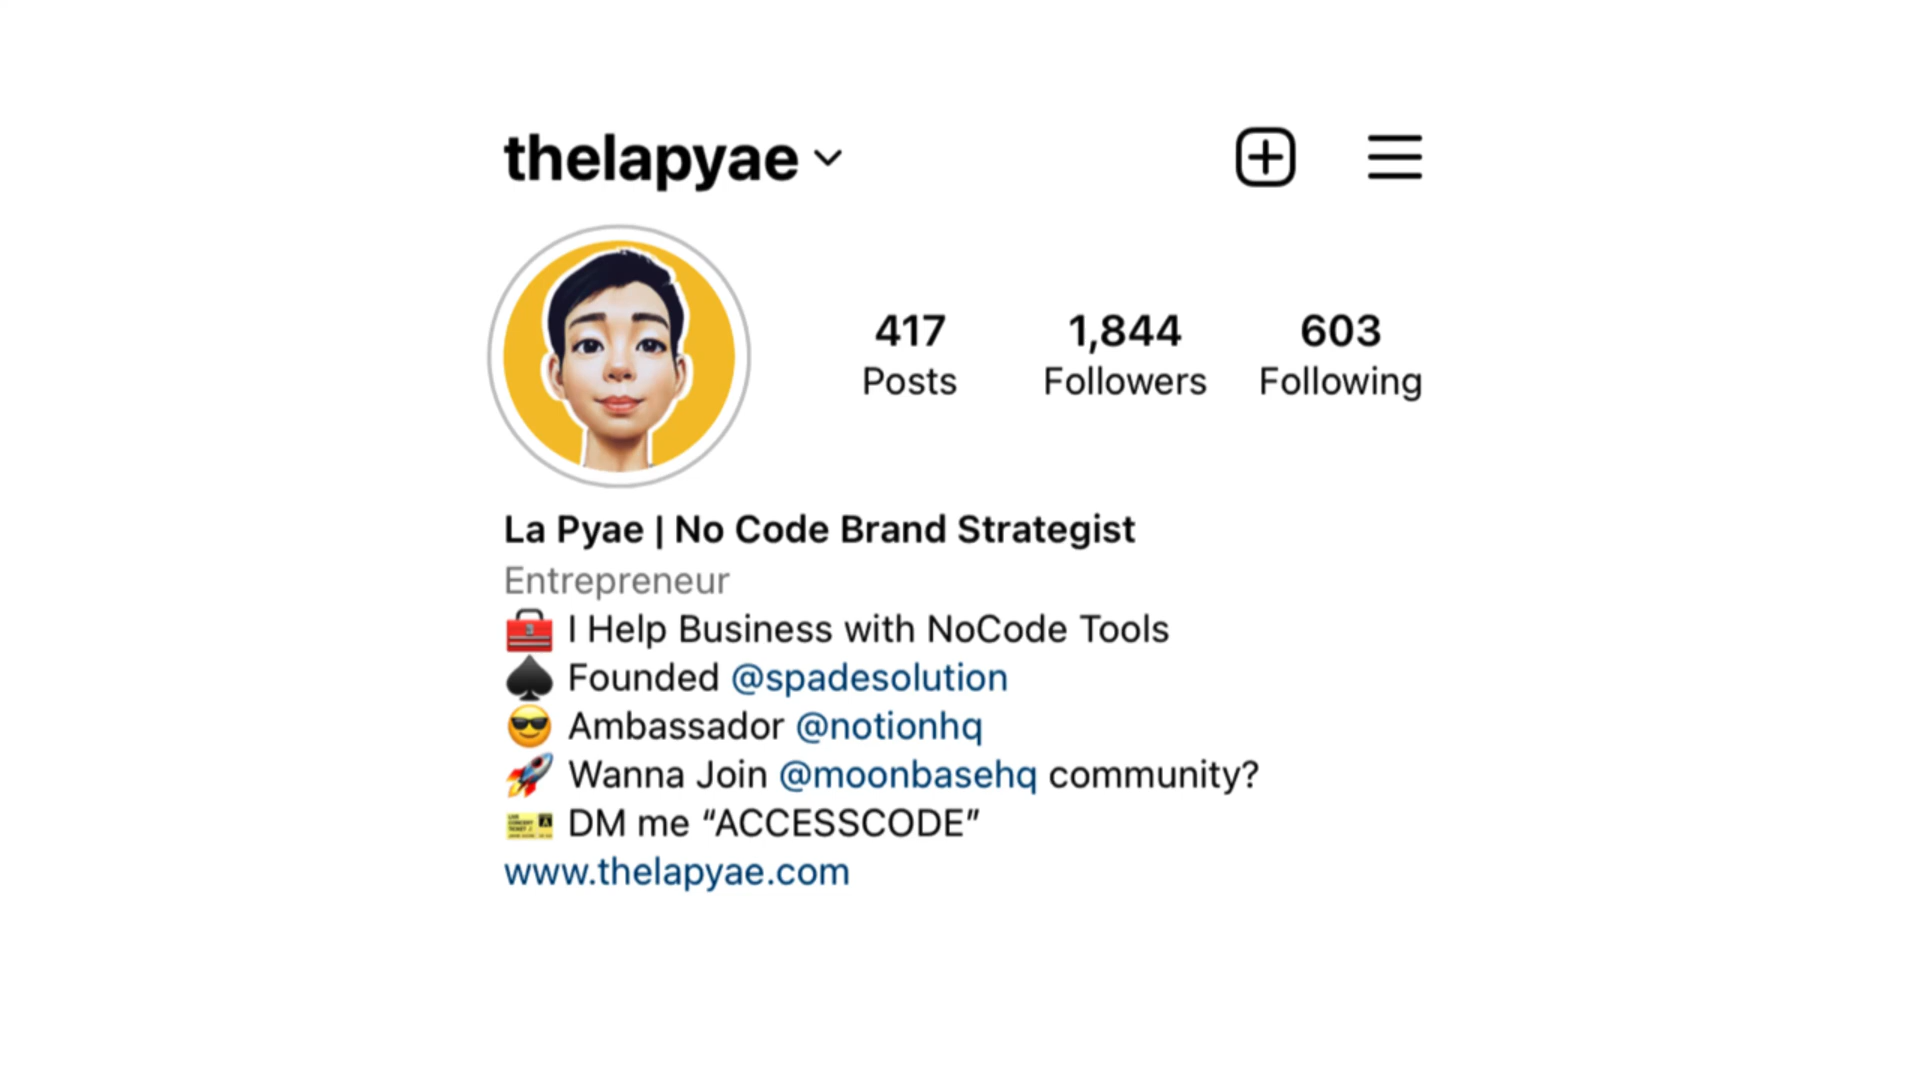 thelapyae
417 1,844 603
Posts Followers Following
La Pyae | No Code Brand Strategist
Entrepreneur
🧰 I Help Business with NoCode Tools
♠️ Founded @spadesolution
😎 Ambassador @notionhq
🚀 Wanna Join @moonbasehq community?
🎫 DM me “ACCESSCODE”
www.thelapyae.com